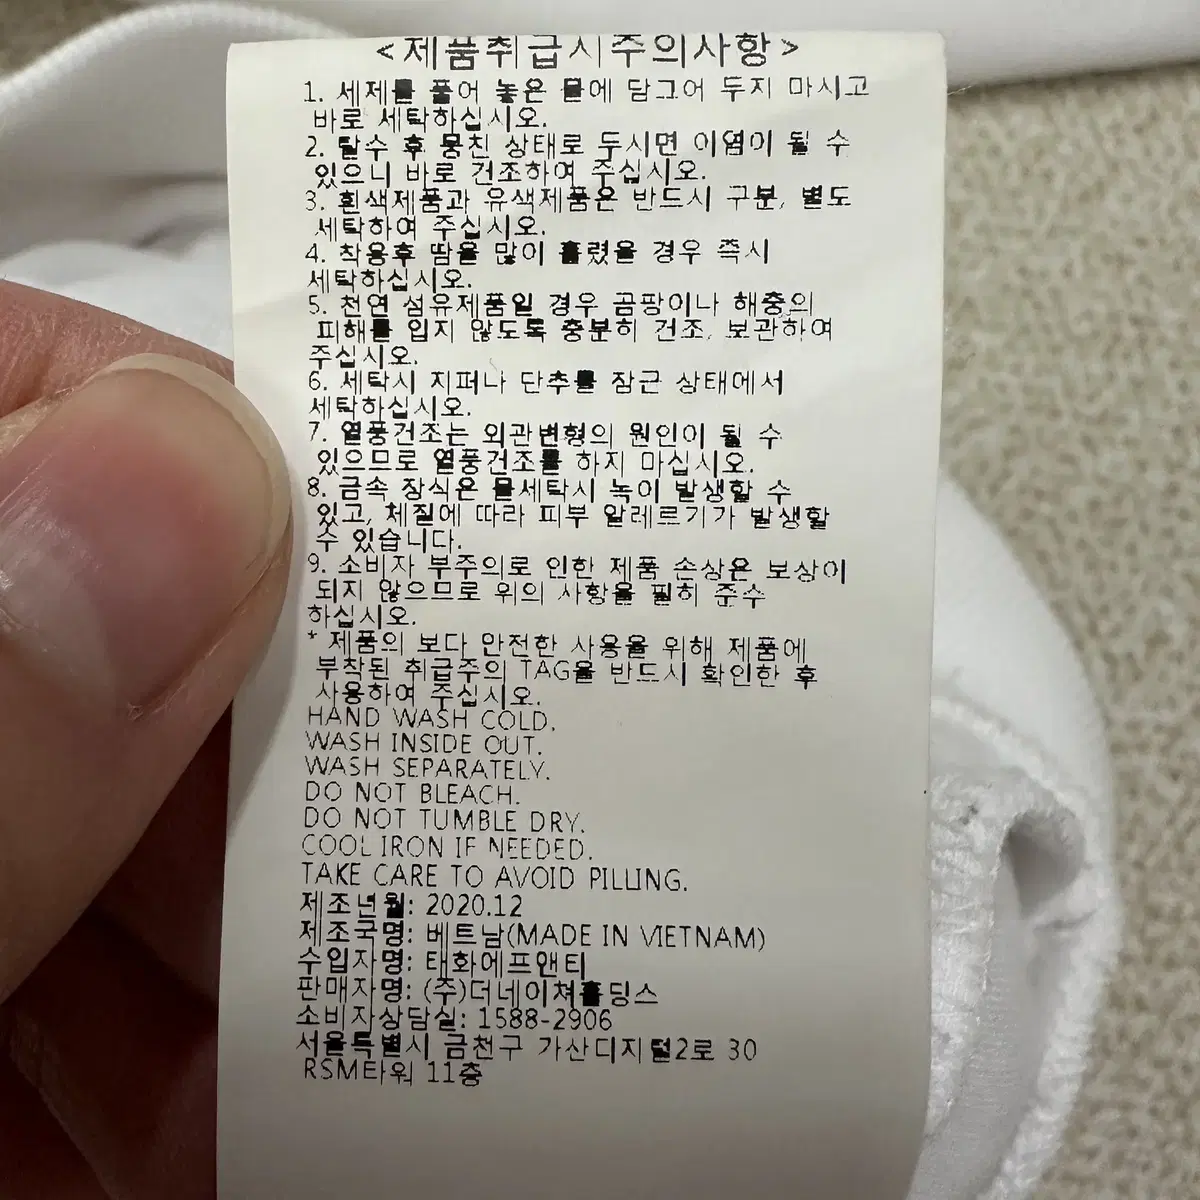 <제품취급시주의사항>
1. 세제를 풀어 놓은 물에 담그어 두지 마시고
바로 세탁하십시오.
2. 탈수 후 뭉친 상태로 두시면 이염이 될 수
있으니 바로 건조하여 주십시오.
3. 흰색제품과 유색제품은 반드시 구분, 별도
세탁하여 주십시오.
4. 착용후 땀을 많이 흘렸을 경우 즉시
세탁하십시오.
5. 천연 섬유제품일 경우 곰팡이나 해충의
피해를 입지 않도록 충분히 건조, 보관하여
주십시오.
6. 세탁시 지퍼나 단추를 잠근 상태에서
세탁하십시오.
7. 열풍건조는 외관변형의 원인이 될 수
있으므로 열풍건조를 하지 마십시오.
8. 금속 장식은 물세탁시 녹이 발생할 수
있고, 체질에 따라 피부 알레르기가 발생할
수 있습니다.
9. 소비자 부주의로 인한 제품 손상은 보상이
되지 않으므로 위의 사항을 필히 준수
하십시오.
* 제품의 보다 안전한 사용을 위해 제품에
부착된 취급주의 TAG을 반드시 확인한 후
사용하여 주십시오.
HAND WASH COLD.
WASH INSIDE OUT.
WASH SEPARATELY.
DO NOT BLEACH.
DO NOT TUMBLE DRY.
COOL IRON IF NEEDED.
TAKE CARE TO AVOID PILLING.
제조년월: 2020.12
제조국명: 베트남(MADE IN VIETNAM)
수입자명: 태화에프앤티
판매자명: (주)더네이쳐홀딩스
소비자상담실: 1588-2906
서울특별시 금천구 가산디지털2로 30
RSM타워 11층